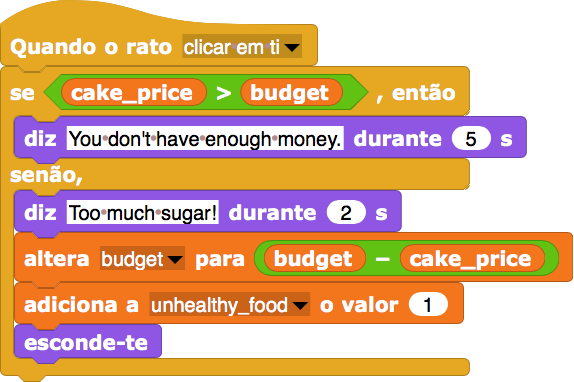 Quando o rato clicar em ti
se cake_price > budget , então
diz You don't have enough money. durante 5 s
senão,
diz Too much sugar! durante 2 s
altera budget para budget − cake_price
adiciona a unhealthy_food o valor 1
esconde-te